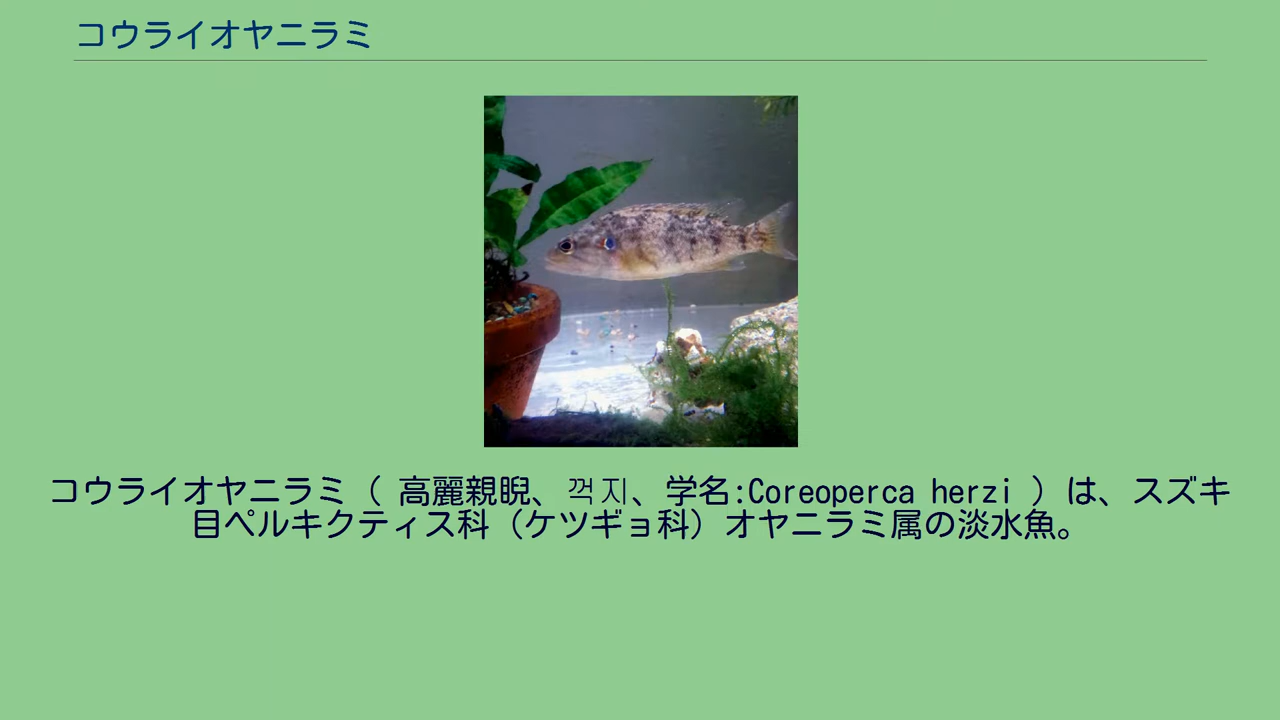 コウライオヤニラミ
コウライオヤニラミ（ 高麗親睨、꺽지、学名:Coreoperca herzi ）は、スズキ
目ペルキクティス科（ケツギョ科）オヤニラミ属の淡水魚。